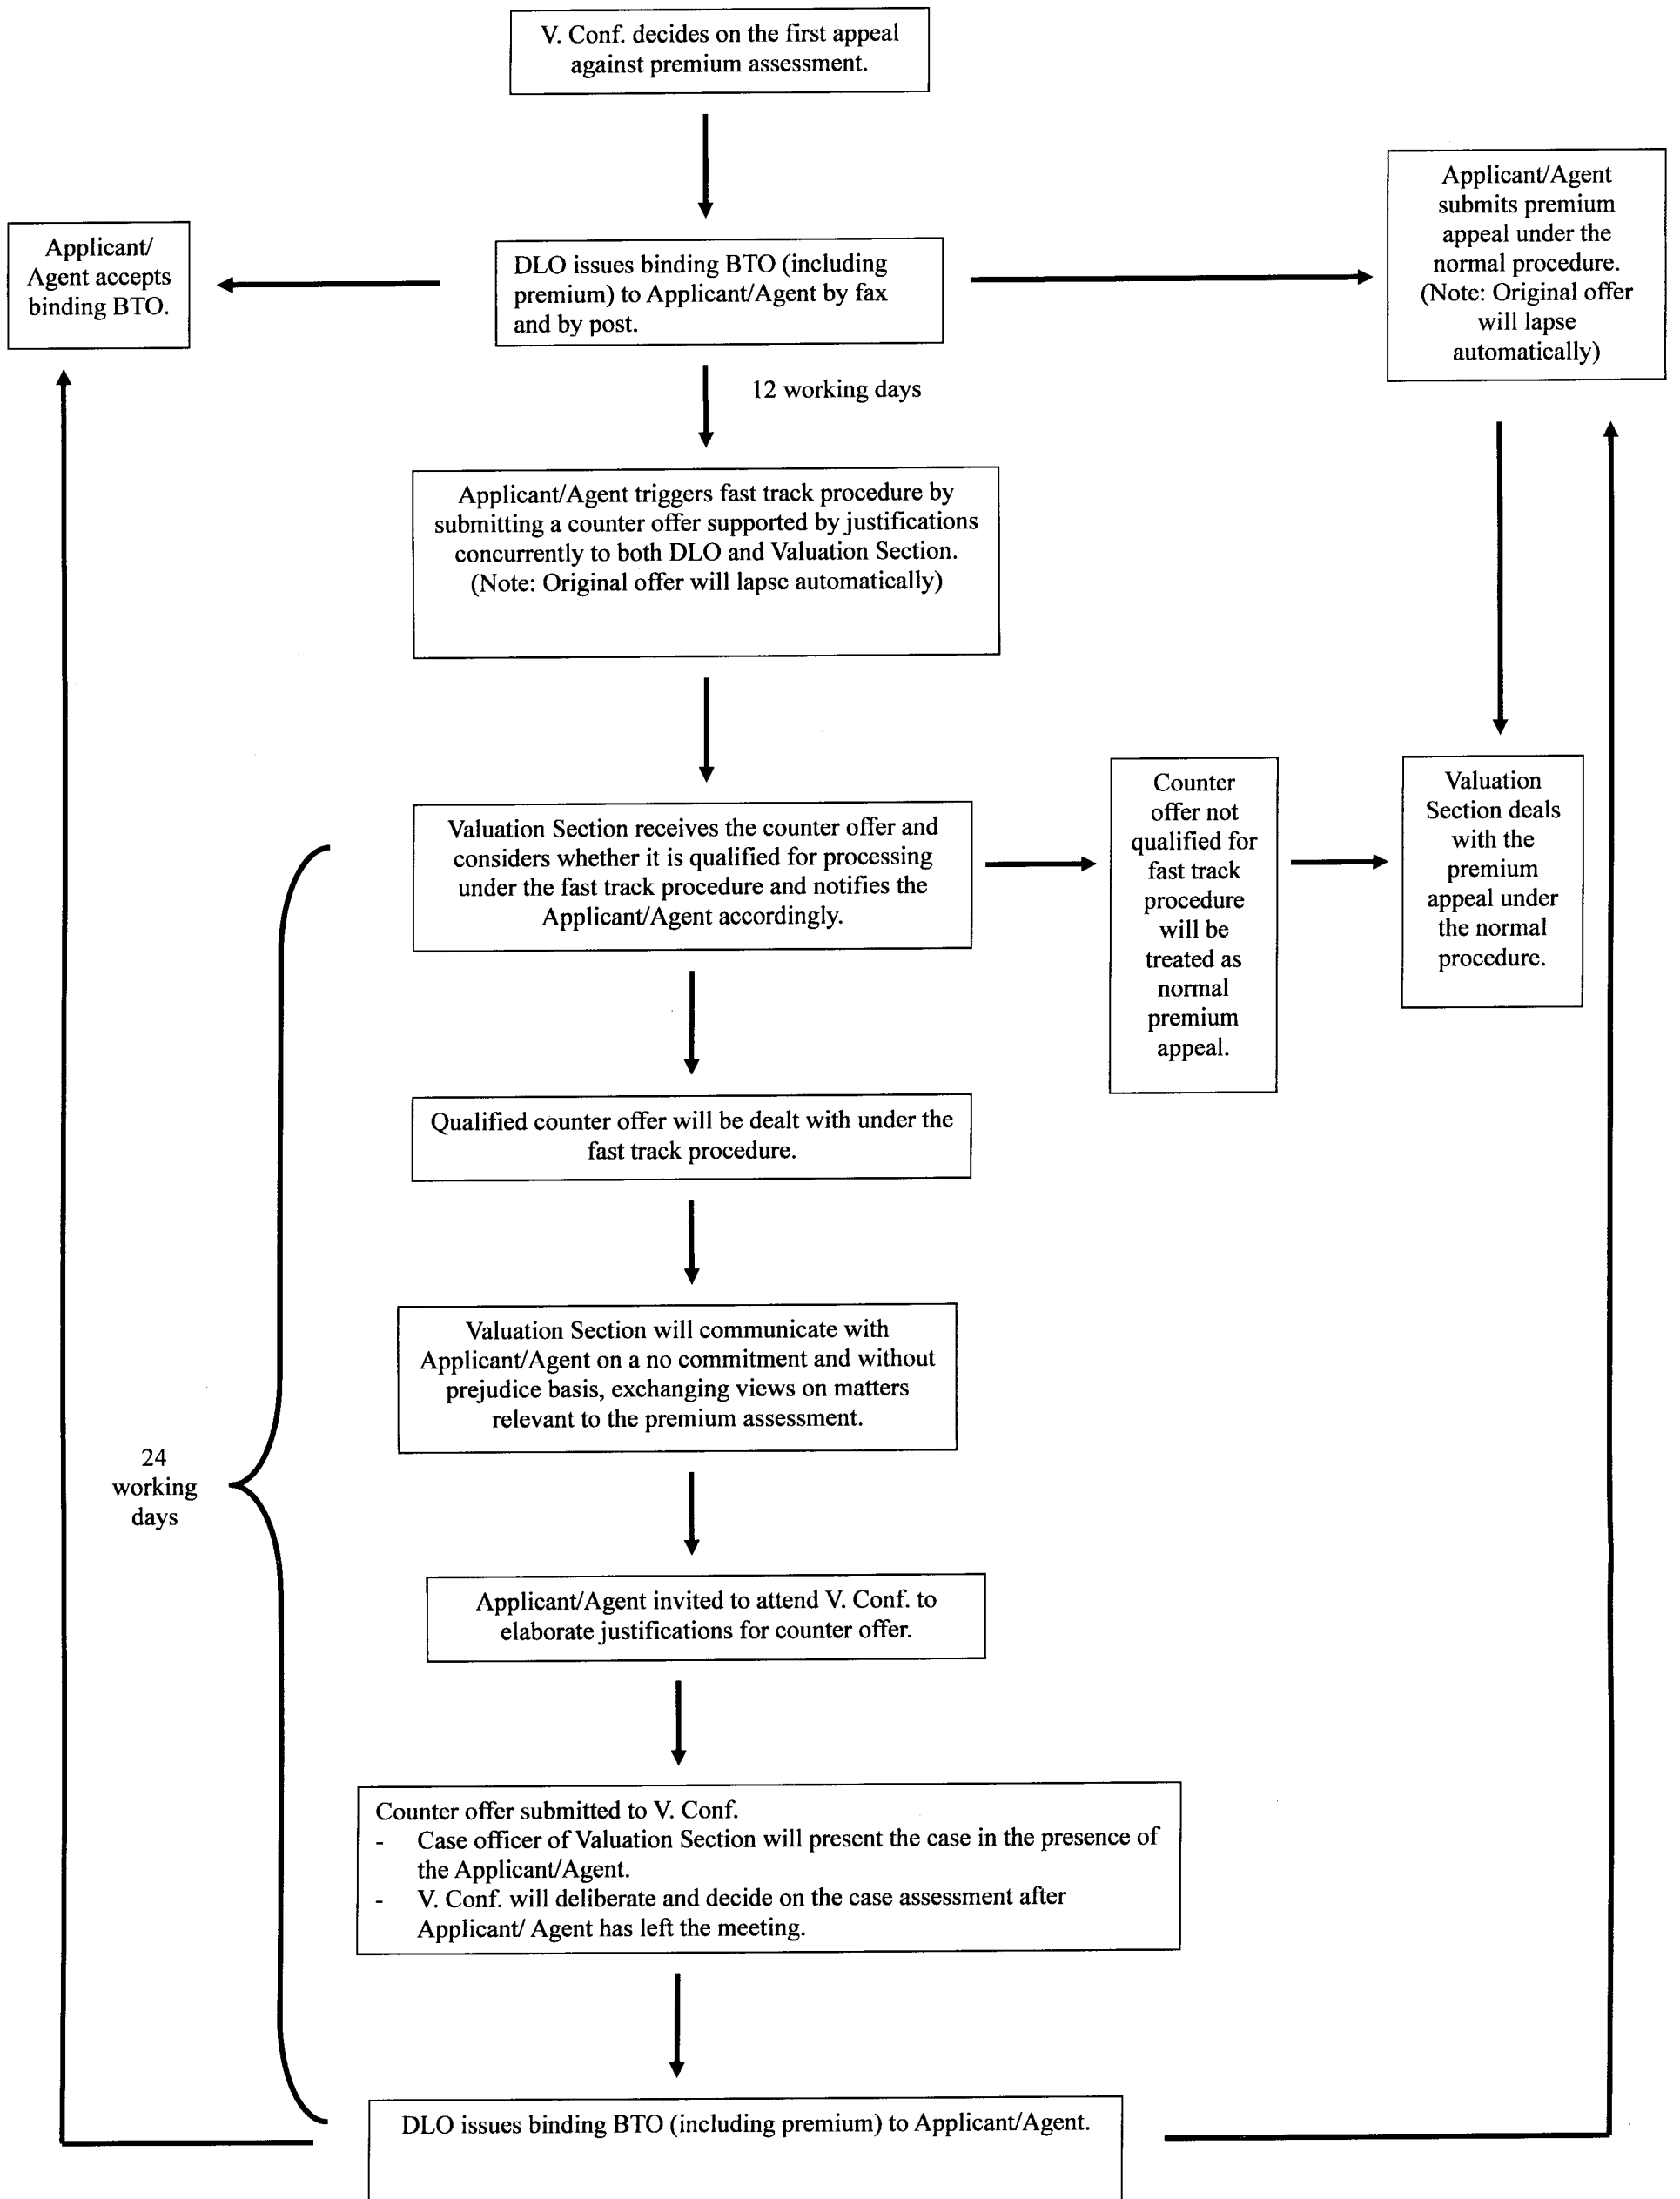 V. Conf. decides on the first appeal
against premium assessment.
Applicant/
Agent accepts
binding BTO.
DLO issues binding BTO (including
premium) to Applicant/Agent by fax
and by post.
Applicant/Agent
submits premium
appeal under the
normal procedure.
(Note: Original offer
will lapse
automatically)
12 working days
Applicant/Agent triggers fast track procedure by
submitting a counter offer supported by justifications
concurrently to both DLO and Valuation Section.
(Note: Original offer will lapse automatically)
Valuation Section receives the counter offer and
considers whether it is qualified for processing
under the fast track procedure and notifies the
Applicant/Agent accordingly.
Counter
offer not
qualified for
fast track
procedure
will be
treated as
normal
premium
appeal.
Valuation
Section deals
with the
premium
appeal under
the normal
procedure.
Qualified counter offer will be dealt with under the
fast track procedure.
Valuation Section will communicate with
Applicant/Agent on a no commitment and without
prejudice basis, exchanging views on matters
relevant to the premium assessment.
24
working
days
Applicant/Agent invited to attend V. Conf. to
elaborate justifications for counter offer.
Counter offer submitted to V. Conf.
- Case officer of Valuation Section will present the case in the presence of
the Applicant/Agent.
- V. Conf. will deliberate and decide on the case assessment after
Applicant/ Agent has left the meeting.
DLO issues binding BTO (including premium) to Applicant/Agent.